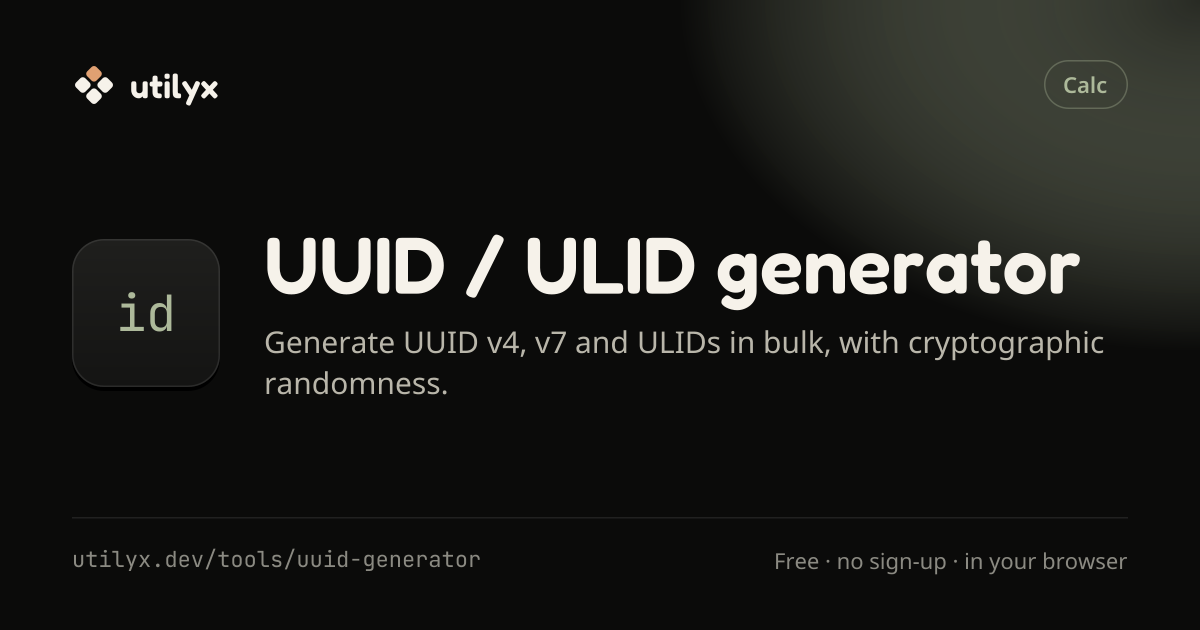 utilyx
Calc
id
UUID / ULID generator
Generate UUID v4, v7 and ULIDs in bulk, with cryptographic
randomness.
utilyx.dev/tools/uuid-generator
Free · no sign-up · in your browser